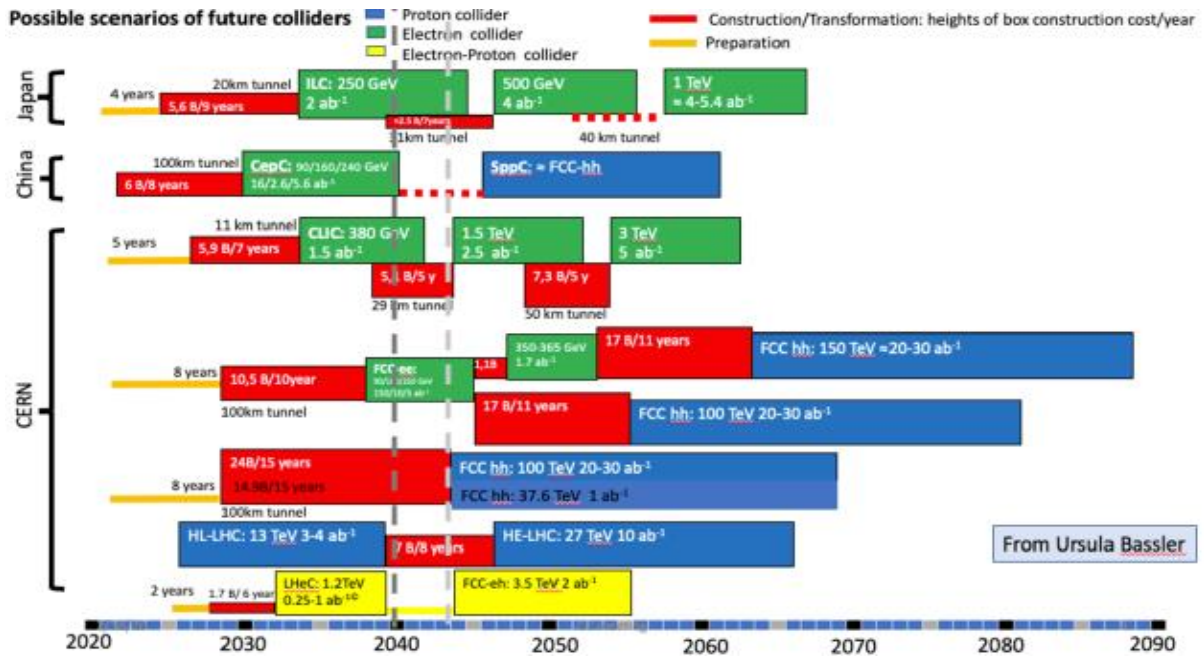 Possible scenarios of future colliders
Proton collider
Electron collider
Electron-Proton collider
Construction/Transformation: heights of box construction cost/year
Preparation
Japan
4 years
20km tunnel
5,6 B/9 years
ILC: 250 GeV
2 ab⁻¹
31km tunnel
500 GeV
4 ab⁻¹
40 km tunnel
1 TeV
≈ 4-5.4 ab⁻¹
China
100km tunnel
6 B/8 years
CepC: 90/160/240 GeV
16/2.6/5.6 ab⁻¹
SppC: ≈ FCC-hh
CERN
5 years
11 km tunnel
5,9 B/7 years
CLIC: 380 GeV
1.5 ab⁻¹
5,1 B/5 y
29 km tunnel
1.5 TeV
2.5 ab⁻¹
7,3 B/5 y
50 km tunnel
3 TeV
5 ab⁻¹
8 years
10,5 B/10year
100km tunnel
FCC-ee:
1,1B
350-365 GeV
1.7 ab⁻¹
17 B/11 years
FCC hh: 150 TeV ≈20-30 ab⁻¹
17 B/11 years
FCC hh: 100 TeV 20-30 ab⁻¹
8 years
24B/15 years
14.9B/15 years
100km tunnel
FCC hh: 100 TeV 20-30 ab⁻¹
FCC hh: 37.6 TeV 1 ab⁻¹
HL-LHC: 13 TeV 3-4 ab⁻¹
7 B/8 years
HE-LHC: 27 TeV 10 ab⁻¹
From Ursula Bassler
2 years
1.7 B/ 6 year
LHeC: 1.2TeV
0.25-1 ab⁻¹
FCC-eh: 3.5 TeV 2 ab⁻¹
2020
2030
2040
2050
2060
2070
2080
2090